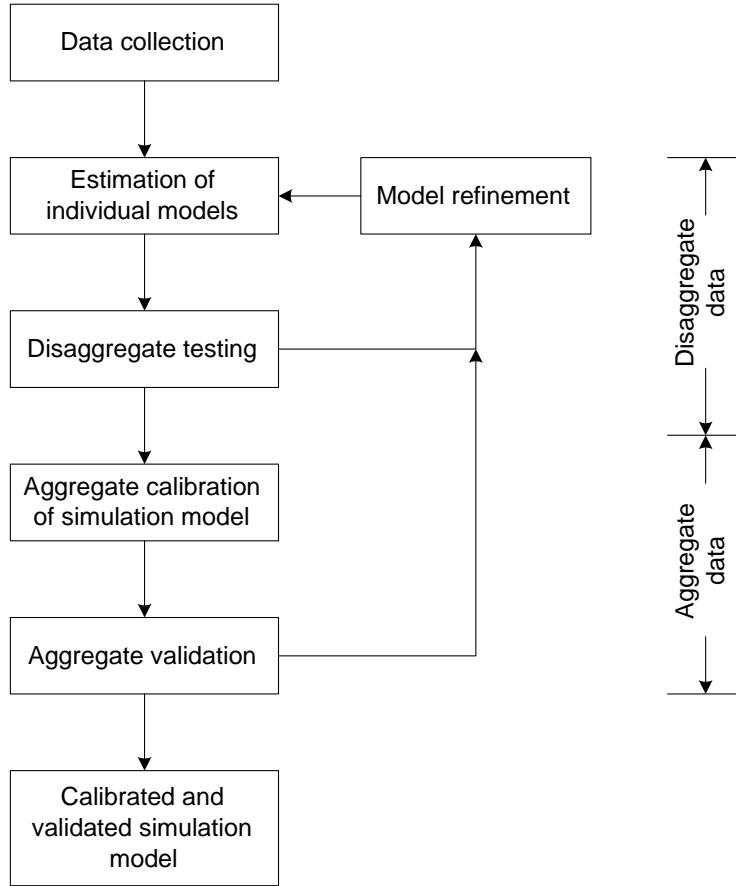 Data collection
Estimation of
individual models
Model refinement
Disaggregate testing
Aggregate calibration
of simulation model
Aggregate validation
Calibrated and
validated simulation
model
Disaggregate
data
Aggregate
data